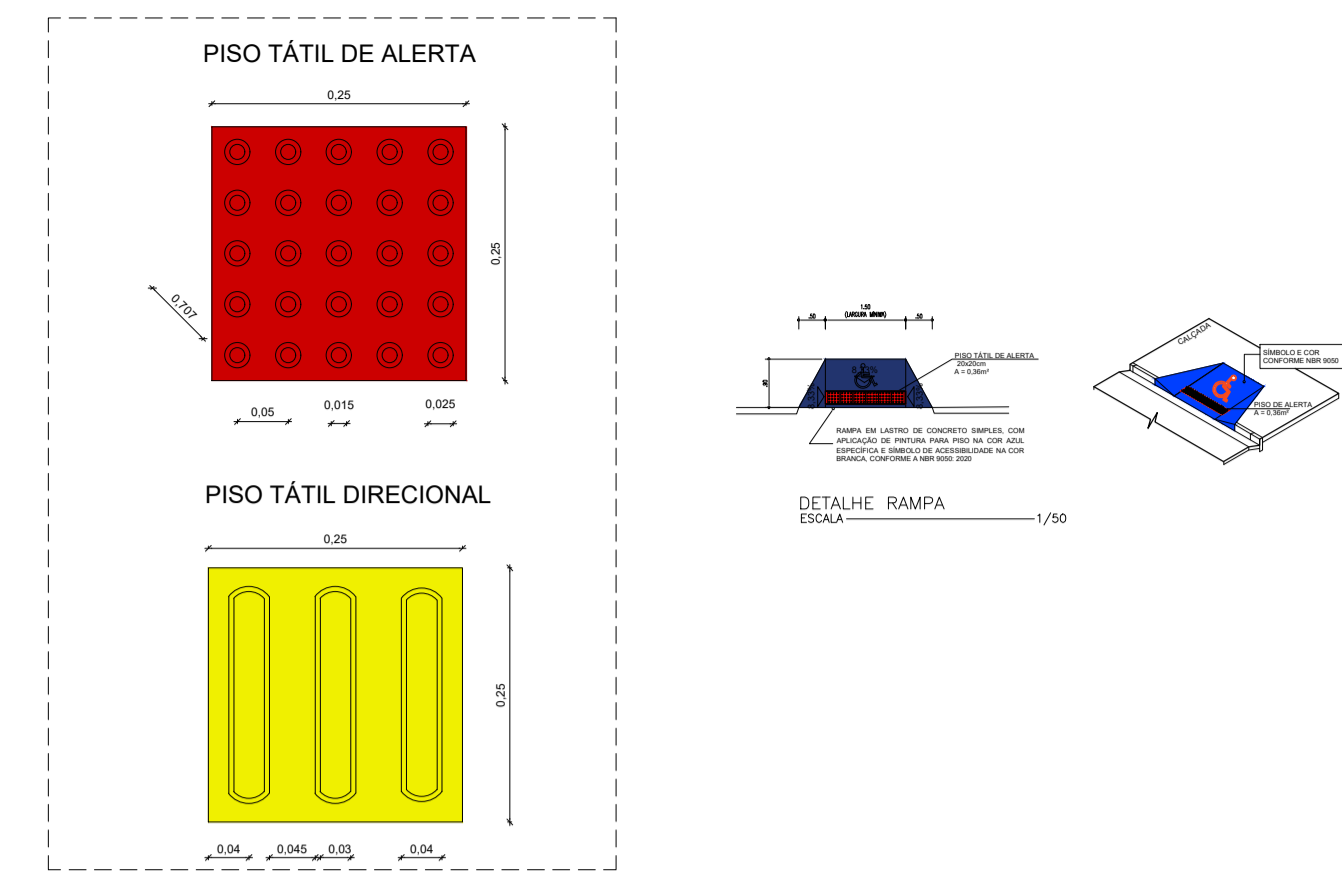 PISO TÁTIL DE ALERTA
0,25
0,25
0,707
0,05
0,015
0,025
PISO TÁTIL DIRECIONAL
0,25
0,25
0,04
0,045
0,03
0,04
.50
1.50
(LARGURA MÍNIMA)
.50
PISO TÁTIL DE ALERTA
20x20cm
A = 0,36m²
RAMPA EM LASTRO DE CONCRETO SIMPLES, COM
APLICAÇÃO DE PINTURA PARA PISO NA COR AZUL
ESPECÍFICA E SÍMBOLO DE ACESSIBILIDADE NA COR
BRANCA, CONFORME A NBR 9050: 2020
DETALHE RAMPA
ESCALA 1/50
CALÇADA
SÍMBOLO E COR
CONFORME NBR 9050
PISO DE ALERTA
A = 0,36m²